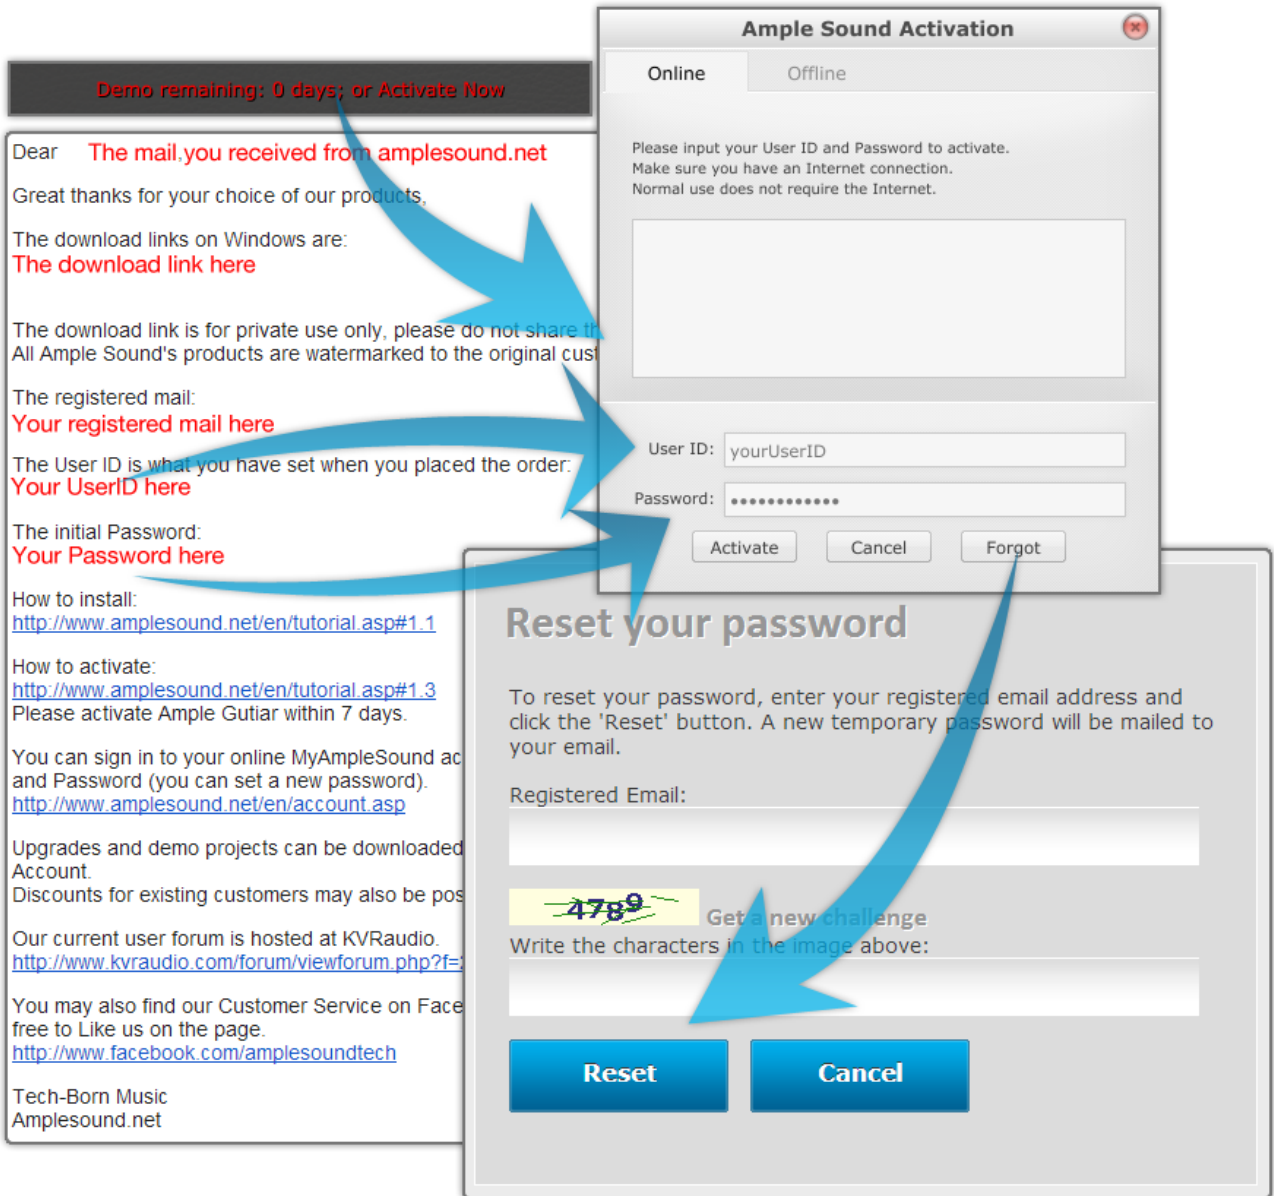 Demo remaining: 0 days; or Activate Now
Dear The mail,you received from amplesound.net
Great thanks for your choice of our products,
The download links on Windows are:
The download link here
The download link is for private use only, please do not share th
All Ample Sound's products are watermarked to the original cust
The registered mail:
Your registered mail here
The User ID is what you have set when you placed the order:
Your UserID here
The initial Password:
Your Password here
How to install:
http://www.amplesound.net/en/tutorial.asp#1.1
How to activate:
http://www.amplesound.net/en/tutorial.asp#1.3
Please activate Ample Gutiar within 7 days.
You can sign in to your online MyAmpleSound ac
and Password (you can set a new password).
http://www.amplesound.net/en/account.asp
Upgrades and demo projects can be downloaded
Account.
Discounts for existing customers may also be pos
Our current user forum is hosted at KVRaudio.
http://www.kvraudio.com/forum/viewforum.php?f=
You may also find our Customer Service on Face
free to Like us on the page.
http://www.facebook.com/amplesoundtech
Tech-Born Music
Amplesound.net
Ample Sound Activation
Online Offline
Please input your User ID and Password to activate.
Make sure you have an Internet connection.
Normal use does not require the Internet.
User ID: yourUserID
Password: ••••••••••••
Activate Cancel Forgot
Reset your password
To reset your password, enter your registered email address and
click the 'Reset' button. A new temporary password will be mailed to
your email.
Registered Email:
4789 Get a new challenge
Write the characters in the image above:
Reset Cancel